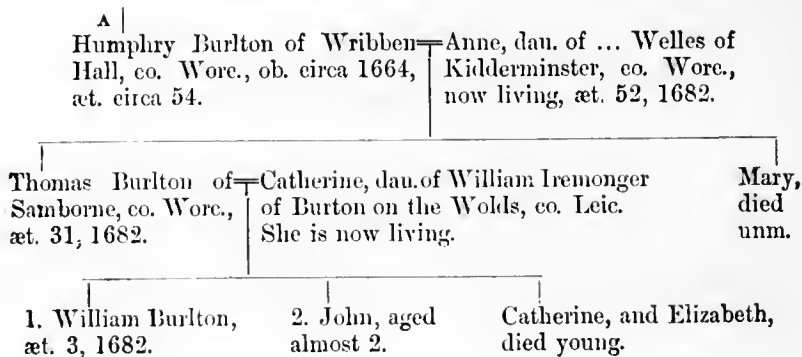 A
Humphry Burlton of Wribben
Hall, co. Worc., ob. circa 1664,
æt. circa 54.
Anne, dau. of ... Welles of
Kidderminster, co. Worc.,
now living, æt. 52, 1682.
Thomas Burlton of
Samborne, co. Worc.,
æt. 31, 1682.
Catherine, dau. of William Iremonger
of Burton on the Wolds, co. Leic.
She is now living.
Mary,
died
unm.
1. William Burlton,
æt. 3, 1682.
2. John, aged
almost 2.
Catherine, and Elizabeth,
died young.